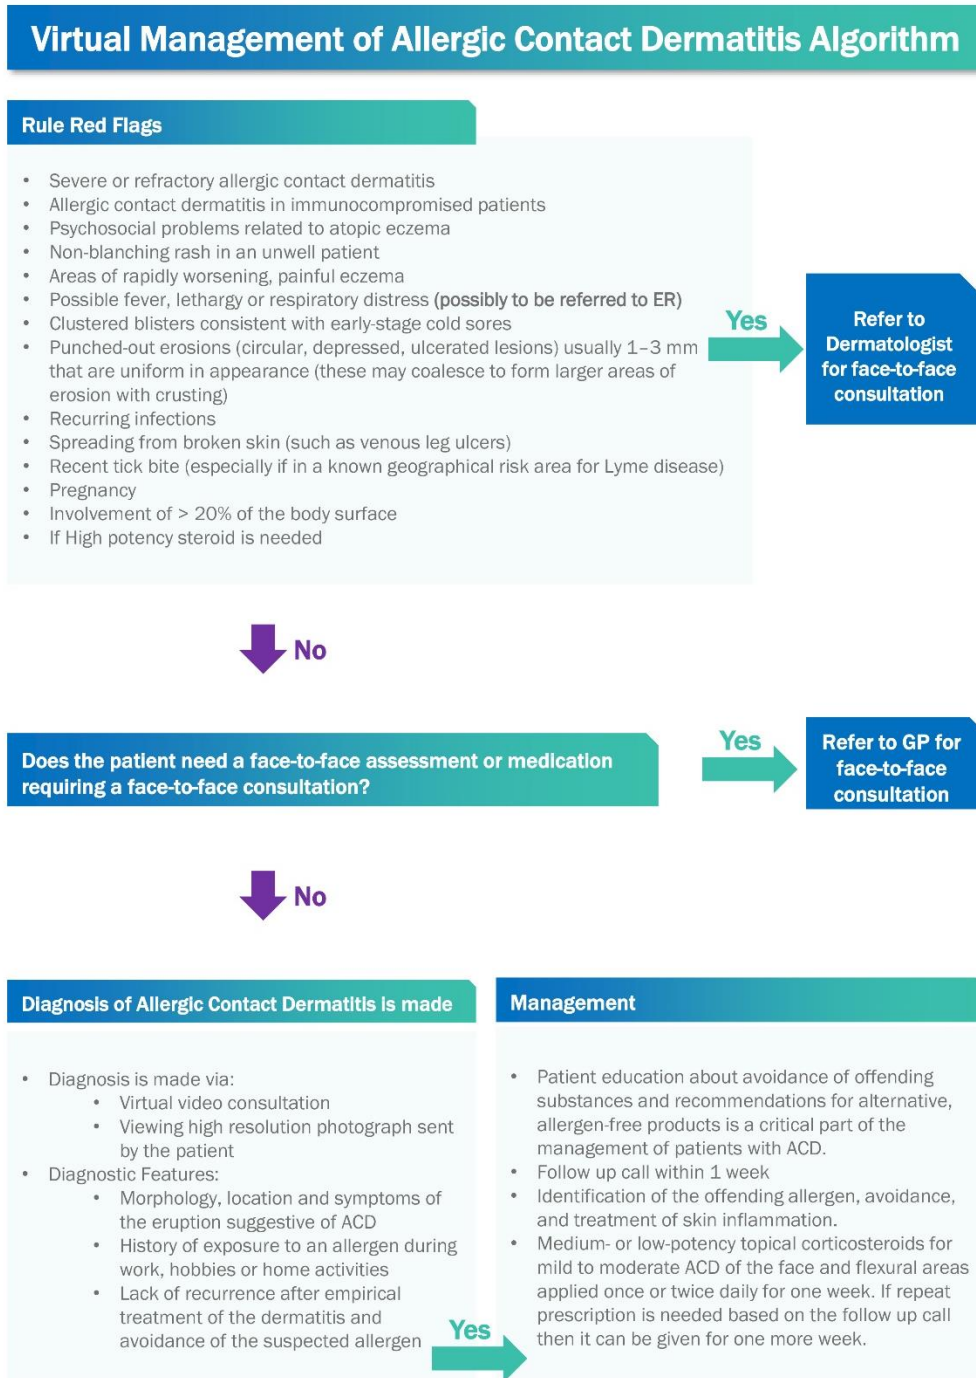 Virtual Management of Allergic Contact Dermatitis Algorithm
Rule Red Flags
• Severe or refractory allergic contact dermatitis
• Allergic contact dermatitis in immunocompromised patients
• Psychosocial problems related to atopic eczema
• Non-blanching rash in an unwell patient
• Areas of rapidly worsening, painful eczema
• Possible fever, lethargy or respiratory distress (possibly to be referred to ER)
• Clustered blisters consistent with early-stage cold sores
• Punched-out erosions (circular, depressed, ulcerated lesions) usually 1–3 mm
that are uniform in appearance (these may coalesce to form larger areas of
erosion with crusting)
• Recurring infections
• Spreading from broken skin (such as venous leg ulcers)
• Recent tick bite (especially if in a known geographical risk area for Lyme disease)
• Pregnancy
• Involvement of > 20% of the body surface
• If High potency steroid is needed
Yes
Refer to
Dermatologist
for face-to-face
consultation
No
Does the patient need a face-to-face assessment or medication
requiring a face-to-face consultation?
Yes
Refer to GP for
face-to-face
consultation
No
Diagnosis of Allergic Contact Dermatitis is made
• Diagnosis is made via:
• Virtual video consultation
• Viewing high resolution photograph sent
by the patient
• Diagnostic Features:
• Morphology, location and symptoms of
the eruption suggestive of ACD
• History of exposure to an allergen during
work, hobbies or home activities
• Lack of recurrence after empirical
treatment of the dermatitis and
avoidance of the suspected allergen
Yes
Management
• Patient education about avoidance of offending
substances and recommendations for alternative,
allergen-free products is a critical part of the
management of patients with ACD.
• Follow up call within 1 week
• Identification of the offending allergen, avoidance,
and treatment of skin inflammation.
• Medium- or low-potency topical corticosteroids for
mild to moderate ACD of the face and flexural areas
applied once or twice daily for one week. If repeat
prescription is needed based on the follow up call
then it can be given for one more week.